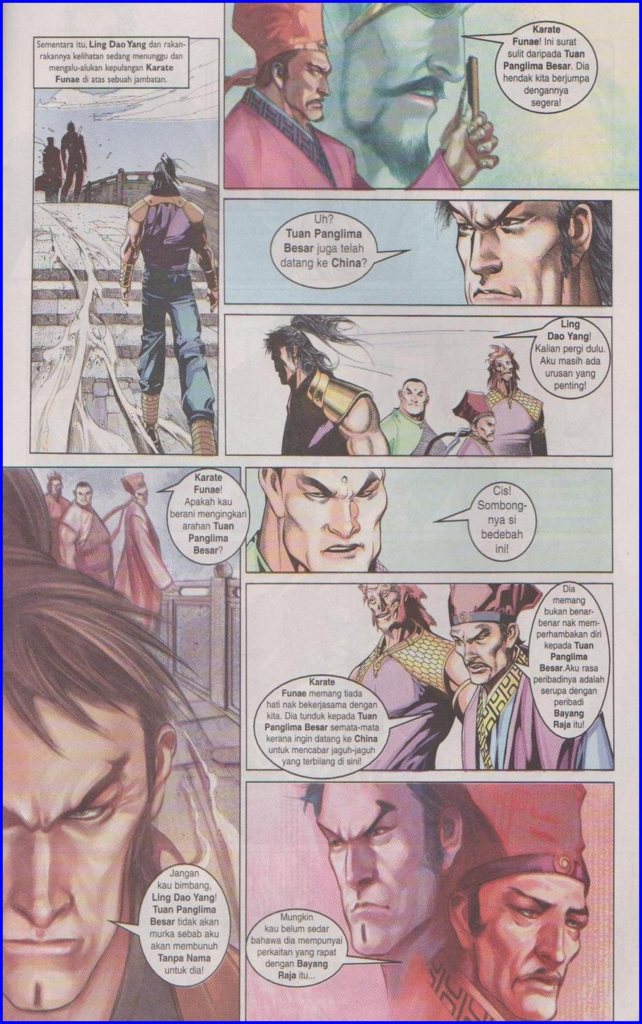 Sementara itu, Ling Dao Yang dan rakan-
rakannya kelihatan sedang menunggu dan
mengalu-alukan kepulangan Karate
Funae di atas sebuah jambatan.
Karate
Funae! Ini surat
sulit daripada Tuan
Panglima Besar. Dia
hendak kita berjumpa
dengannya
segera!
Uh?
Tuan Panglima
Besar juga telah
datang ke China?
Ling
Dao Yang!
Kalian pergi dulu.
Aku masih ada
urusan yang
penting!
Karate
Funae!
Apakah kau
berani mengingkari
arahan Tuan
Panglima
Besar?
Cis!
Sombong-
nya si
bedebah
ini!
Dia
memang
bukan benar-
benar nak mem-
perhambakan diri
kepada Tuan
Panglima
Besar.Aku rasa
peribadinya adalah
serupa dengan
peribadi
Bayang
Raja itu!
Karate
Funae memang tiada
hati nak bekerjasama dengan
kita. Dia tunduk kepada Tuan
Panglima Besar semata-mata
kerana ingin datang ke China
untuk mencabar jaguh-jaguh
yang terbilang di sini!
Jangan
kau bimbang,
Ling Dao Yang!
Tuan Panglima
Besar tidak akan
murka sebab aku
akan membunuh
Tanpa Nama
untuk dia!
Mungkin
kau belum sedar
bahawa dia mempunyai
perkaitan yang rapat
dengan Bayang
Raja itu...